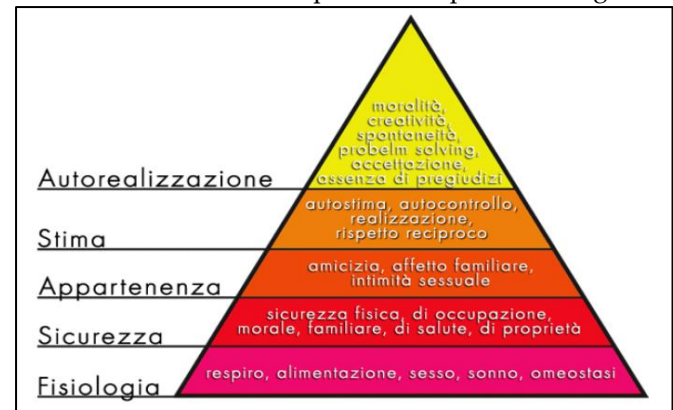 moralità,
creatività,
spontaneità,
probelm solving,
accettazione,
assenza di pregiudizi
Autorealizzazione
autostima, autocontrollo,
realizzazione,
rispetto reciproco
Stima
amicizia, affetto familiare,
intimità sessuale
Appartenenza
sicurezza fisica, di occupazione,
morale, familiare, di salute, di proprietà
Sicurezza
respiro, alimentazione, sesso, sonno, omeostasi
Fisiologia